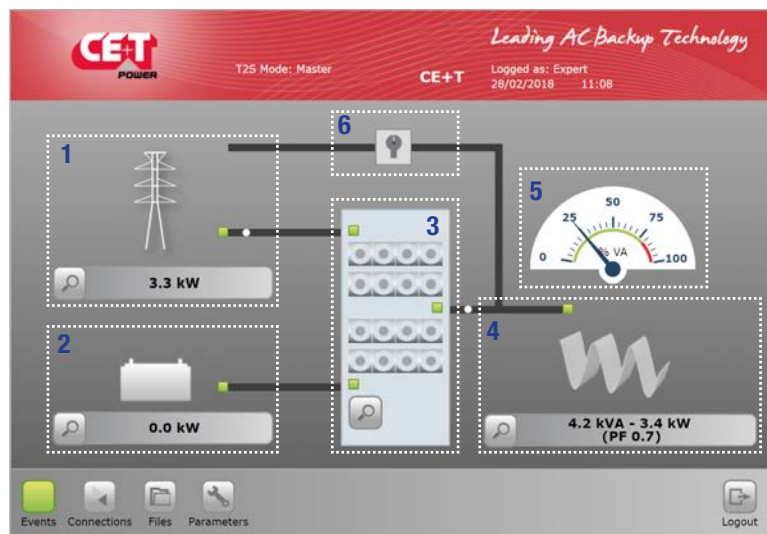 CE+T
POWER
T2S Mode: Master
CE+T
Leading AC Backup Technology
Logged as: Expert
28/02/2018 11:08
1
3.3 kW
2
0.0 kW
3
6
5
0
25
50
75
100
% VA
4
4.2 kVA - 3.4 kW
(PF 0.7)
Events
Connections
Files
Parameters
Logout